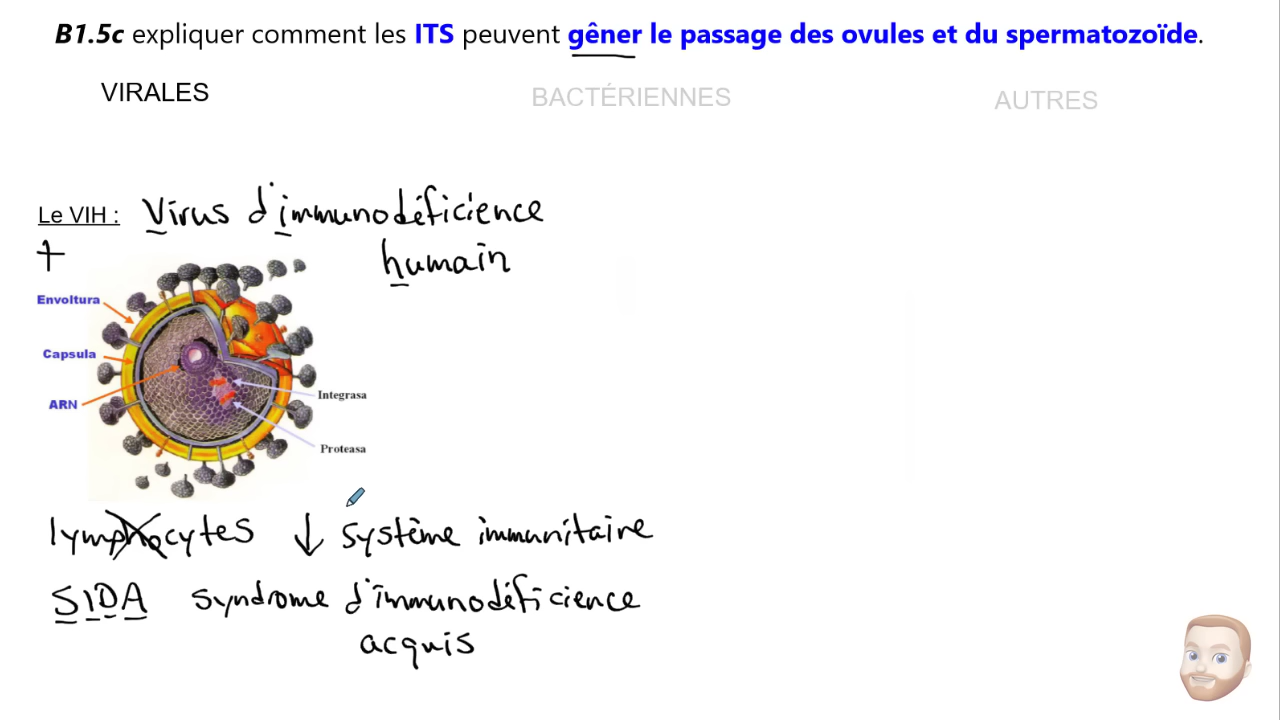 B1.5c expliquer comment les ITS peuvent gêner le passage des ovules et du spermatozoïde.
VIRALES
BACTÉRIENNES
AUTRES
Le VIH : Virus d'immunodéficience
+ humain
Envoltura
Capsula
ARN
Integrasa
Proteasa
lymphocytes ↓ système immunitaire
SIDA syndrome d'immunodéficience
acquis